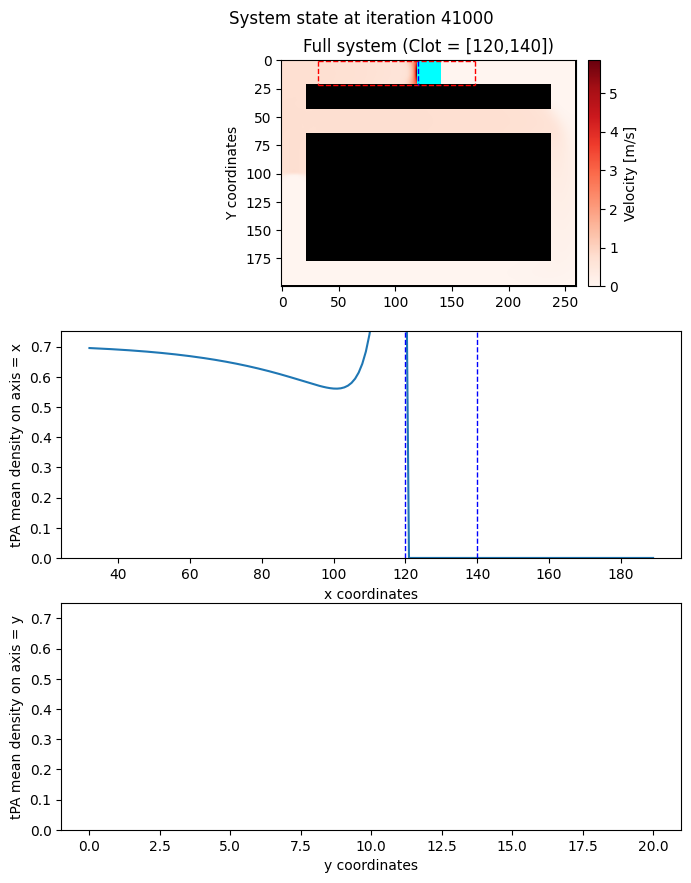 System state at iteration 41000
Full system (Clot = [120,140])
0
25
50
75
100
125
150
175
Y coordinates
0 50 100 150 200 250
5
4
3
2
1
0
Velocity [m/s]
0.7
0.6
0.5
0.4
0.3
0.2
0.1
0.0
tPA mean density on axis = x
40 60 80 100 120 140 160 180
x coordinates
0.7
0.6
0.5
0.4
0.3
0.2
0.1
0.0
tPA mean density on axis = y
0.0 2.5 5.0 7.5 10.0 12.5 15.0 17.5 20.0
y coordinates